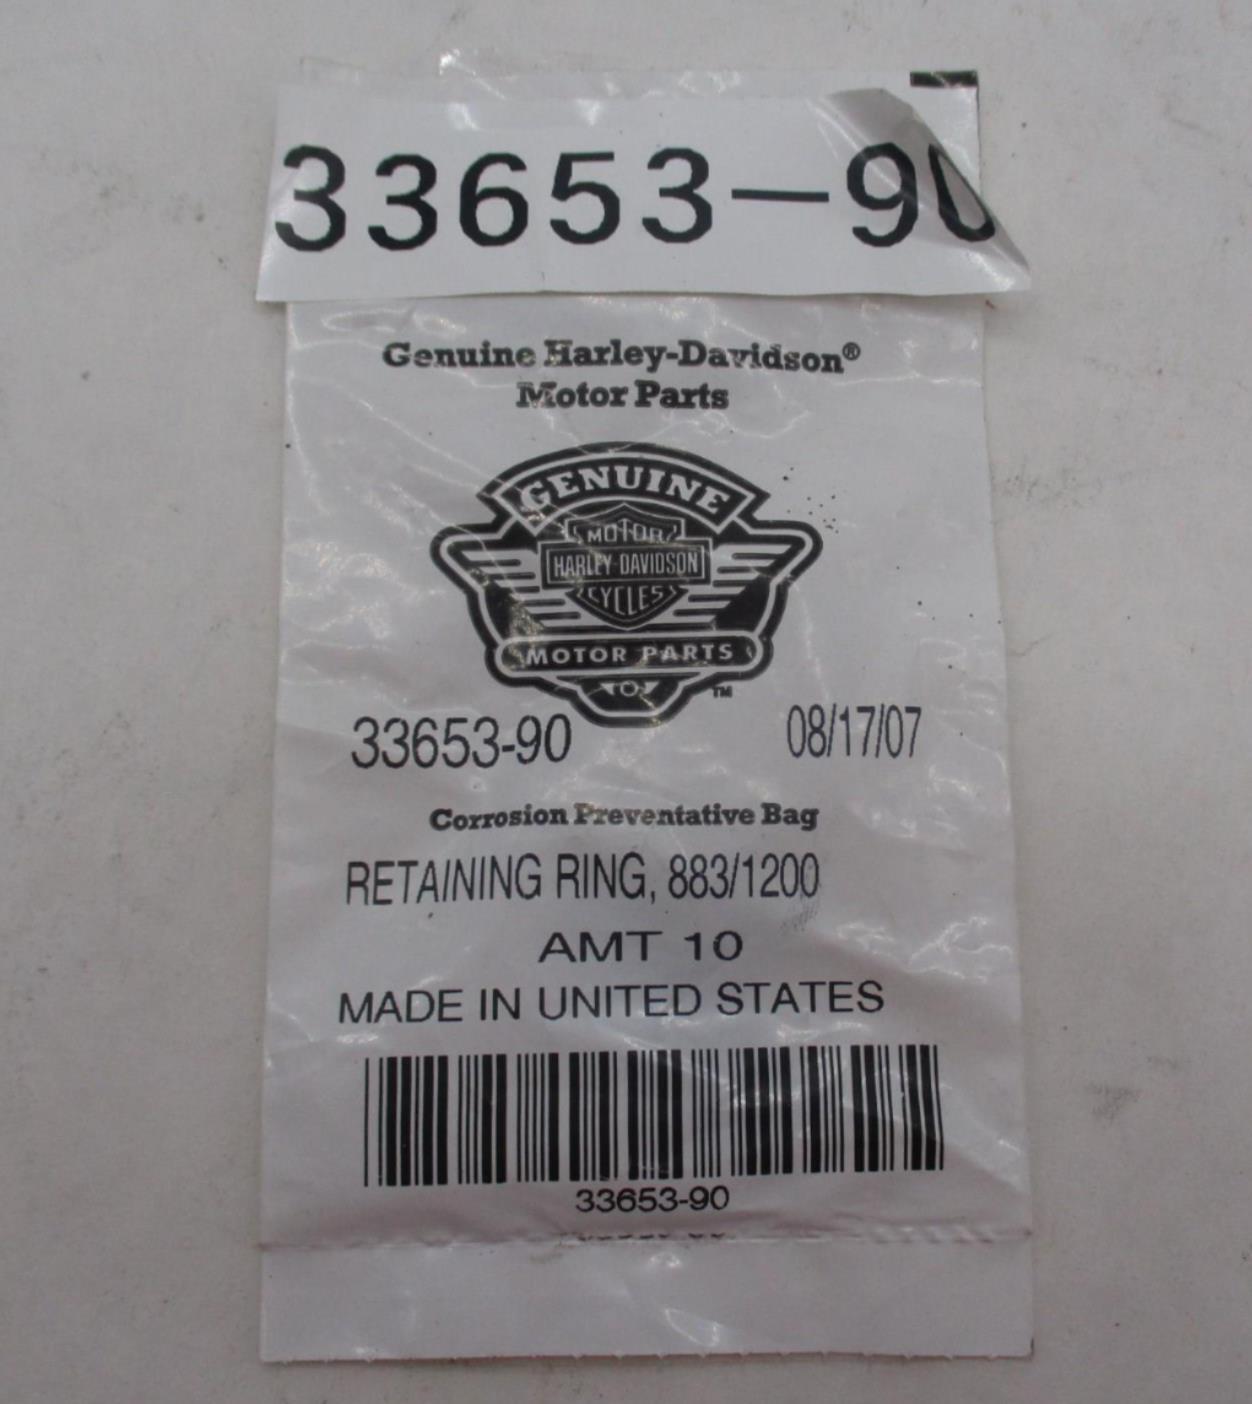 33653-90
Genuine Harley-Davidson®
Motor Parts
GENUINE
MOTOR
HARLEY-DAVIDSON
CYCLES
MOTOR PARTS
TM
33653-90 08/17/07
Corrosion Preventative Bag
RETAINING RING, 883/1200
AMT 10
MADE IN UNITED STATES
33653-90